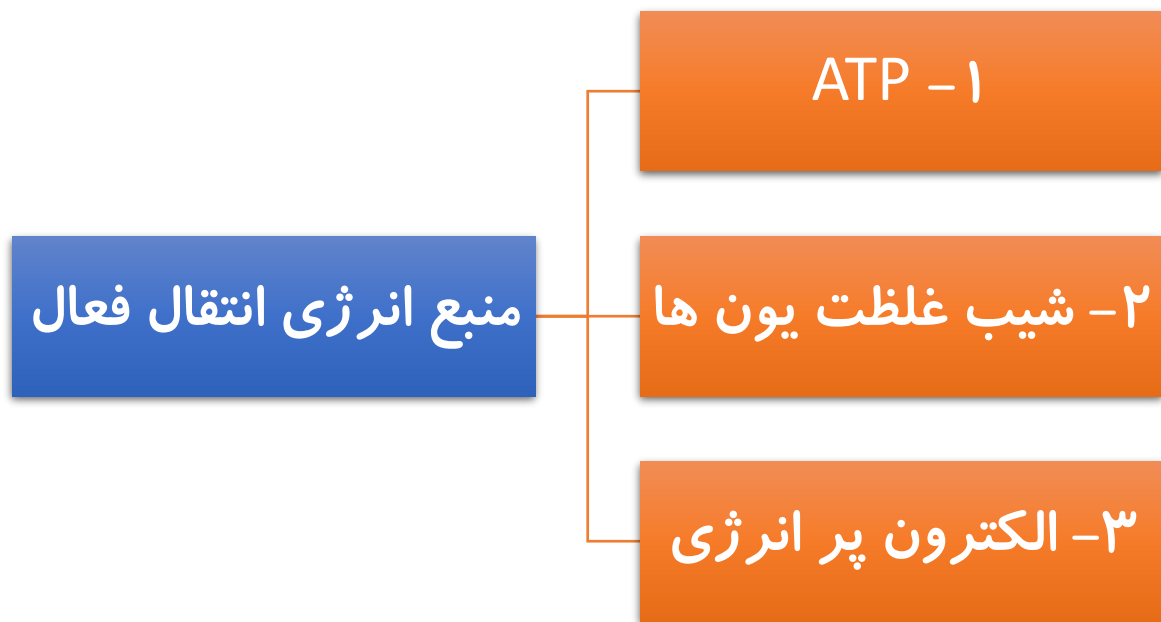 منبع انرژی انتقال فعال
۱- ATP
۲- شیب غلظت یون ها
۳- الکترون پر انرژی